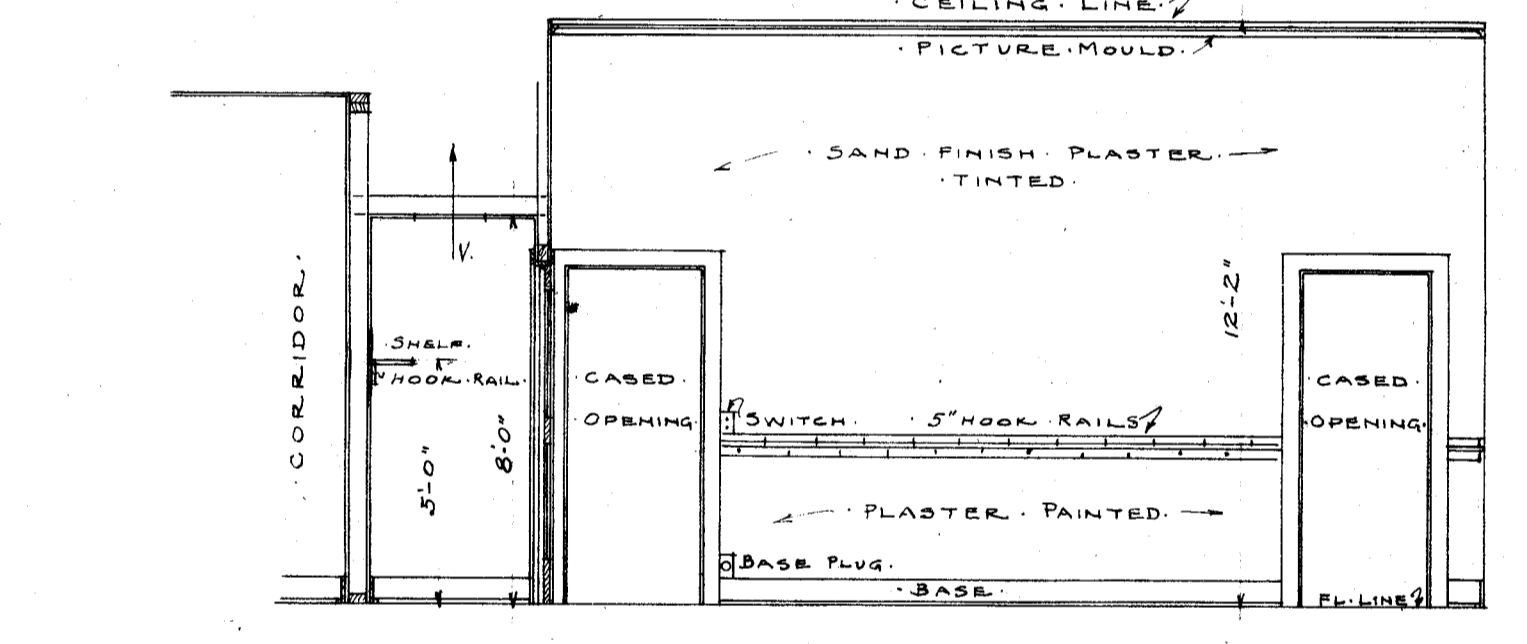 · CEILING · LINE ·
· PICTURE · MOULD ·
· SAND · FINISH · PLASTER ·
· TINTED ·
V.
· CORRIDOR ·
12'-2"
· SHELF ·
HOOK · RAIL ·
· CASED ·
· OPENING ·
· CASED ·
· OPENING ·
SWITCH ·
· 5" HOOK · RAILS
5'-0"
8'-0"
· PLASTER · PAINTED ·
BASE PLUG ·
· BASE ·
FL · LINE